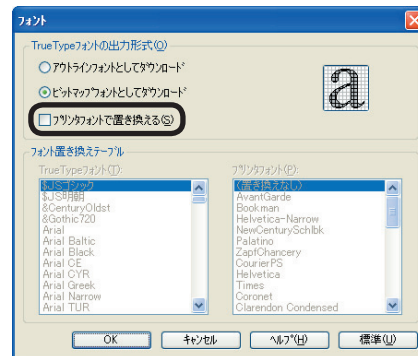 フォント
TrueTypeフォントの出力形式(O)
アウトラインフォントとしてダウンロード
ビットマップフォントとしてダウンロード
a
プリンタフォントで置き換える(S)
フォント置き換えテーブル
TrueTypeフォント(T):
プリンタフォント(P):
$JSゴシック
$JS明朝
&CenturyOldst
&Gothic720
Arial
Arial Baltic
Arial Black
Arial CE
Arial CYR
Arial Greek
Arial Narrow
Arial TUR
(置き換えなし)
AvantGarde
Bookman
Helvetica-Narrow
NewCenturySchlbk
Palatino
ZapfChancery
CourierPS
Helvetica
Times
Coronet
Clarendon Condensed
OK
キャンセル
ヘルプ(H)
標準(U)